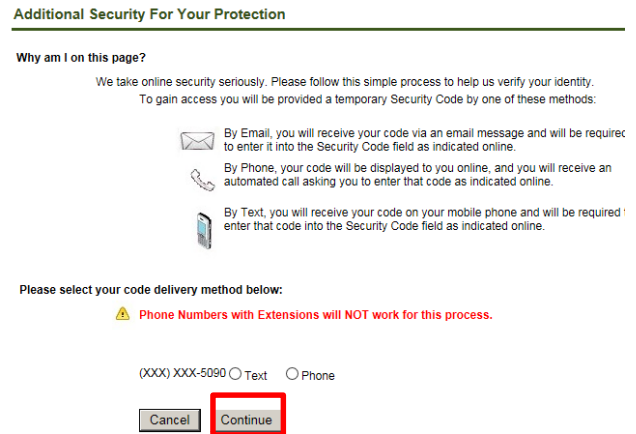 Additional Security For Your Protection
Why am I on this page?
We take online security seriously. Please follow this simple process to help us verify your identity.
To gain access you will be provided a temporary Security Code by one of these methods:
By Email, you will receive your code via an email message and will be required
to enter it into the Security Code field as indicated online.
By Phone, your code will be displayed to you online, and you will receive an
automated call asking you to enter that code as indicated online.
By Text, you will receive your code on your mobile phone and will be required
enter that code into the Security Code field as indicated online.
Please select your code delivery method below:
Phone Numbers with Extensions will NOT work for this process.
(XXX) XXX-5090 Text Phone
Cancel Continue